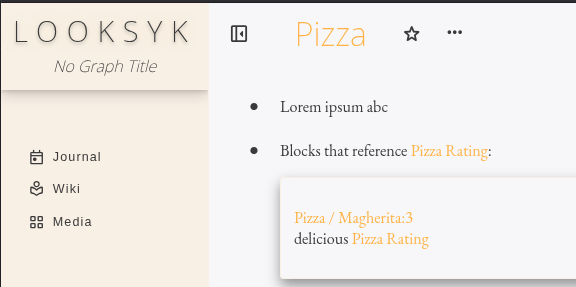 LOOKSYK
No Graph Title
Journal
Wiki
Media
Pizza
Lorem ipsum abc
Blocks that reference Pizza Rating:
Pizza / Magherita:3
delicious Pizza Rating